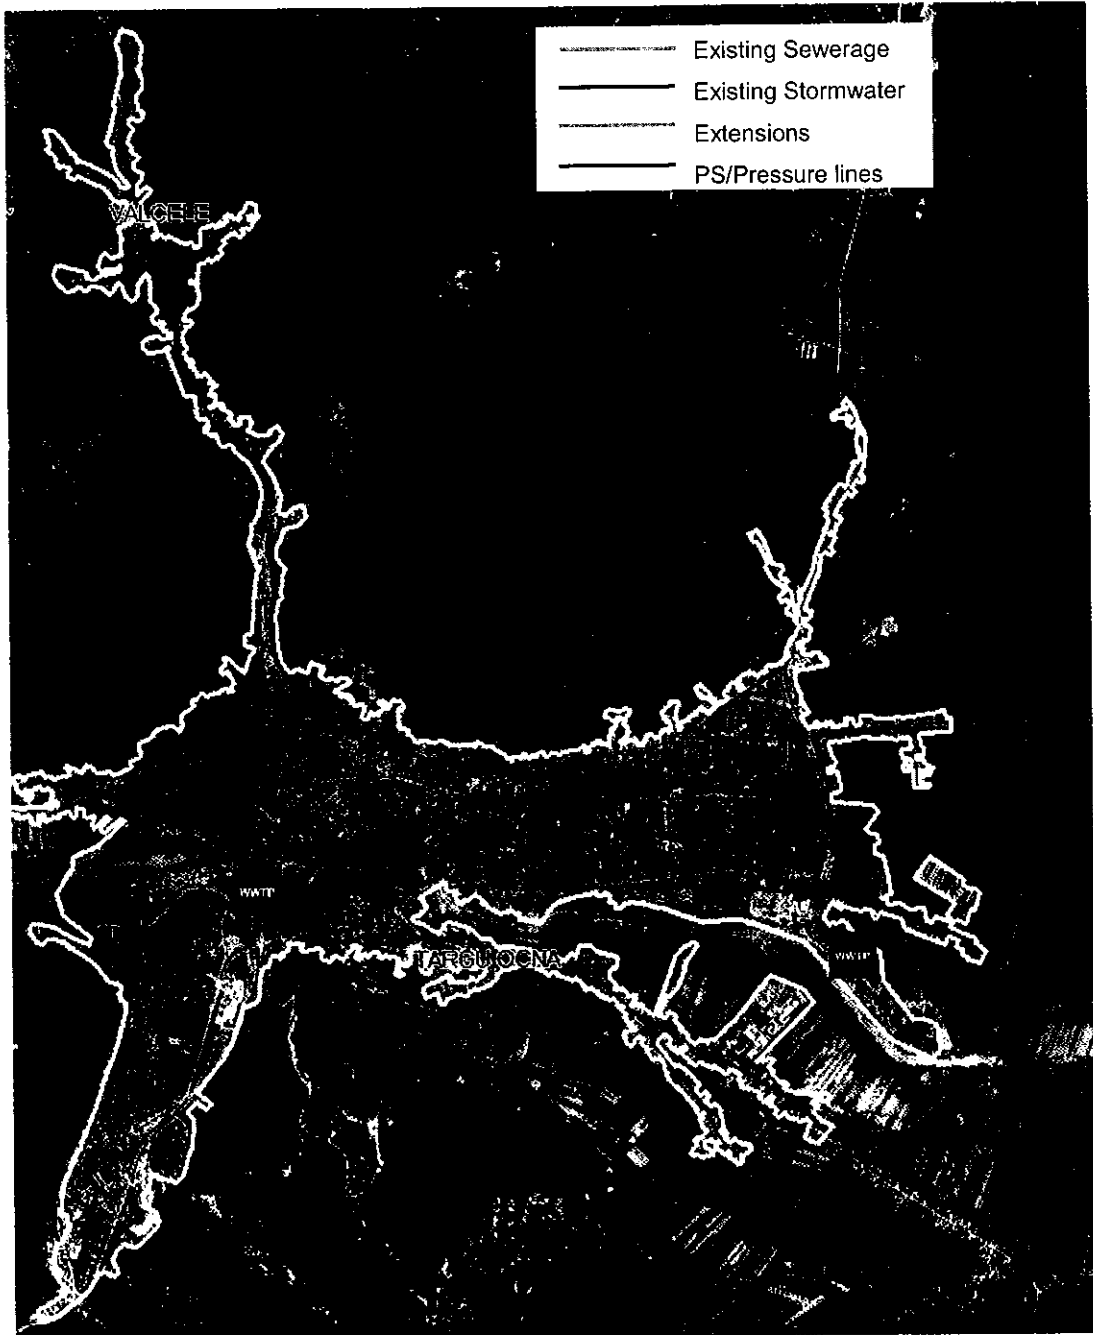 Existing Sewerage
Existing Stormwater
Extensions
PS/Pressure lines
VALCELE
WWTP
TARGU OCNA
WWTP